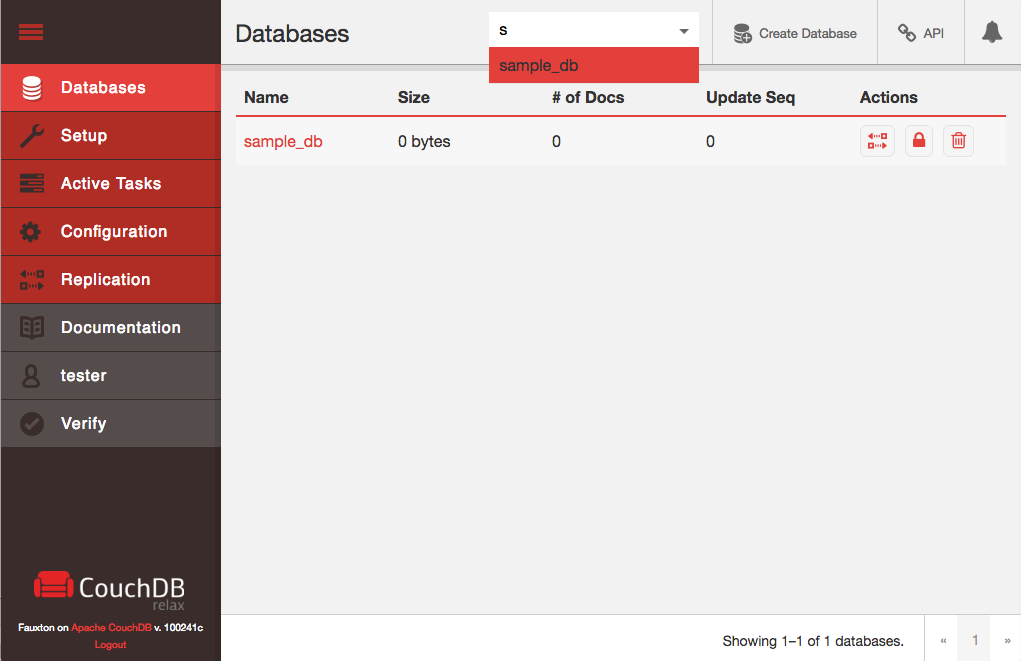 Databases
s
Create Database
API
sample_db
Databases
Setup
Active Tasks
Configuration
Replication
Documentation
tester
Verify
Name Size # of Docs Update Seq Actions
sample_db 0 bytes 0 0
CouchDB
relax
Fauxton on Apache CouchDB v. 100241c
Logout
Showing 1–1 of 1 databases.
« 1 »